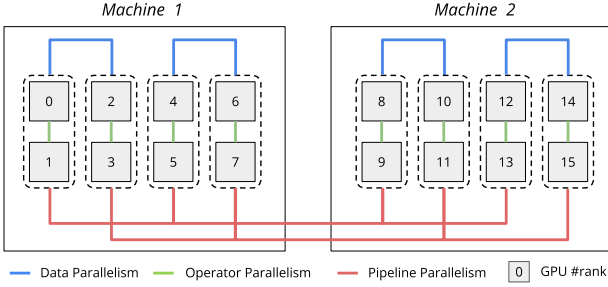 Machine 1 Machine 2
0 2 4 6 8 10 12 14
1 3 5 7 9 11 13 15
Data Parallelism Operator Parallelism Pipeline Parallelism 0 GPU #rank